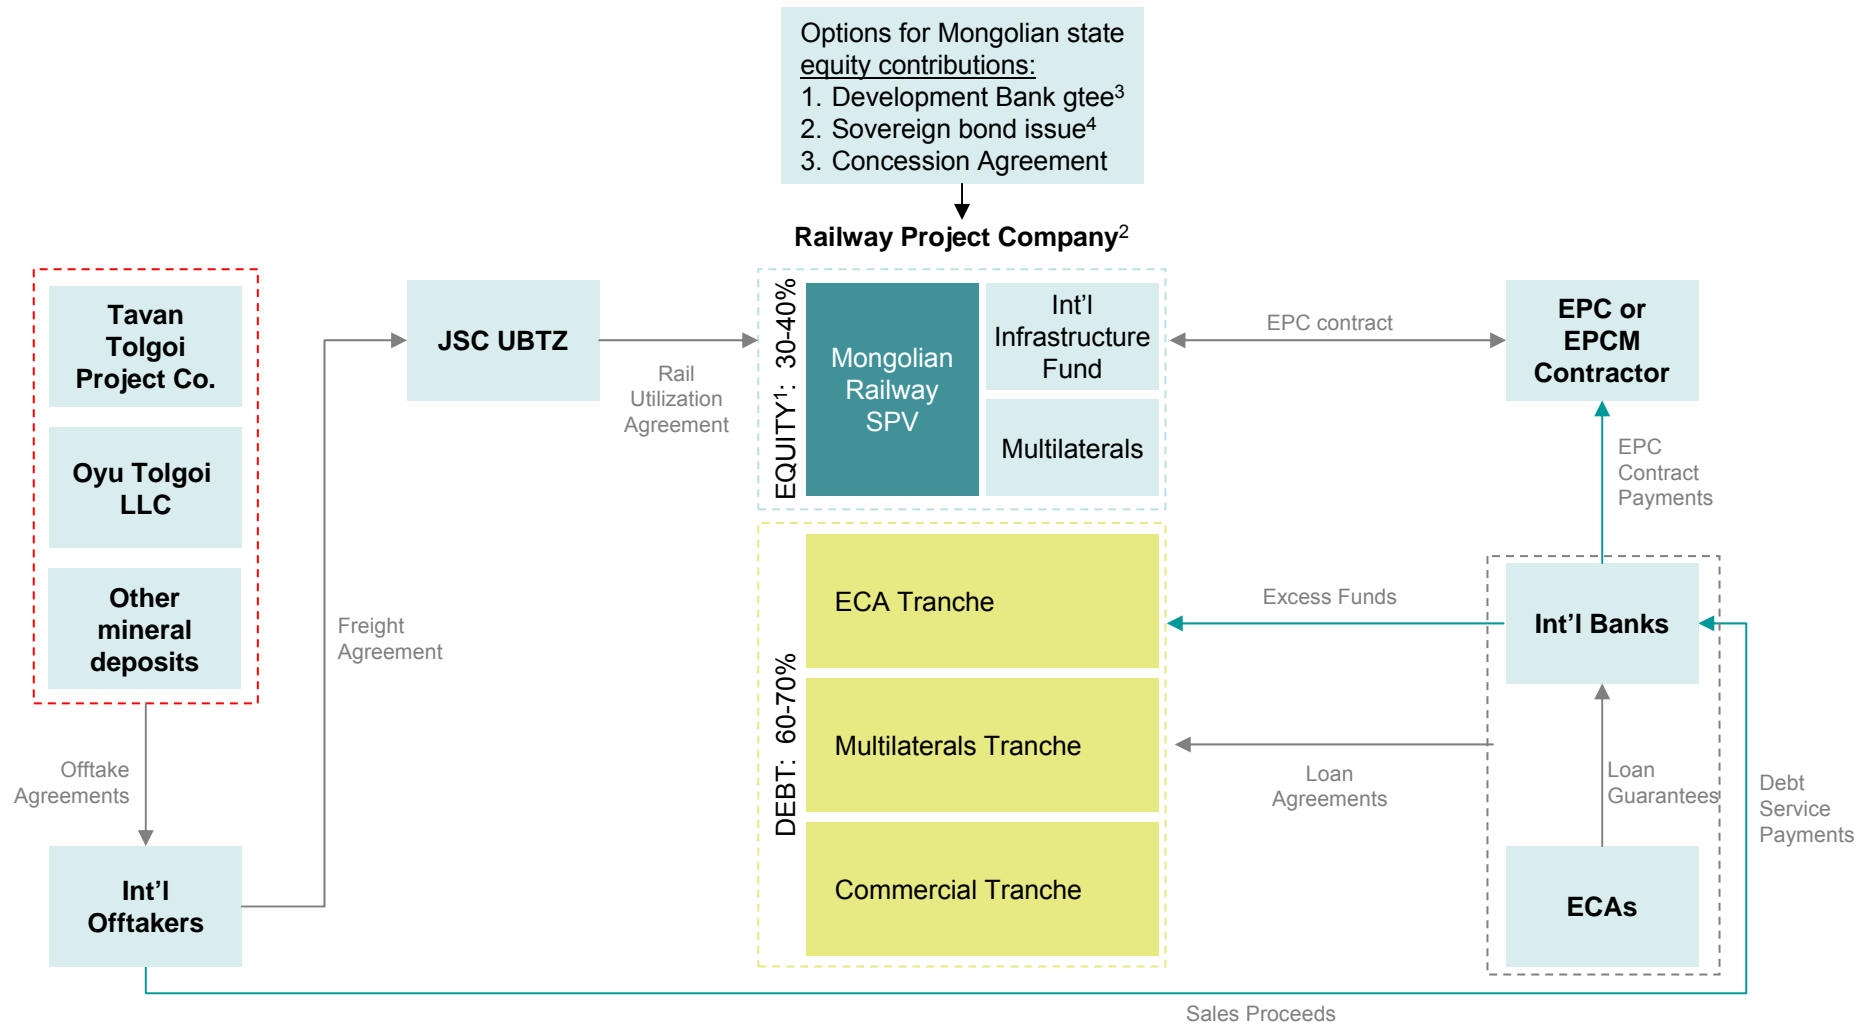 Options for Mongolian state
equity contributions:
1. Development Bank gtee³
2. Sovereign bond issue⁴
3. Concession Agreement
Railway Project Company²
Tavan
Tolgoi
Project Co.
Oyu Tolgoi
LLC
Other
mineral
deposits
Offtake
Agreements
Int'l
Offtakers
Freight
Agreement
JSC UBTZ
Rail
Utilization
Agreement
EQUITY¹: 30-40%
Mongolian
Railway
SPV
Int'l
Infrastructure
Fund
Multilaterals
DEBT: 60-70%
ECA Tranche
Multilaterals Tranche
Commercial Tranche
EPC contract
EPC or
EPCM
Contractor
EPC
Contract
Payments
Excess Funds
Int'l Banks
Loan
Agreements
Loan
Guarantees
ECAs
Debt
Service
Payments
Sales Proceeds